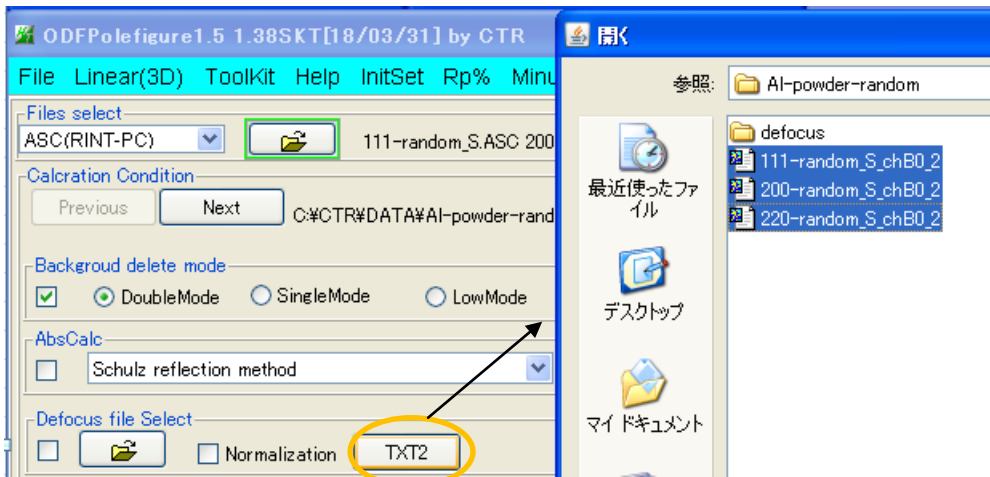 ODFPolefigure1.5 1.38SKT[18/03/31] by CTR
File Linear(3D) ToolKit Help InitSet Rp% Minu
Files select
ASC(RINT-PC)
111-random_S.ASC 200
Calcration Condition
Previous
Next
C:¥CTR¥DATA¥Al-powder-rand
Backgroud delete mode
DoubleMode
SingleMode
LowMode
AbsCalc
Schulz reflection method
Defocus file Select
Normalization
TXT2
開く
参照:
Al-powder-random
最近使ったファ
イル
デスクトップ
マイ ドキュメント
defocus
111-random_S_chB0_2
200-random_S_chB0_2
220-random_S_chB0_2